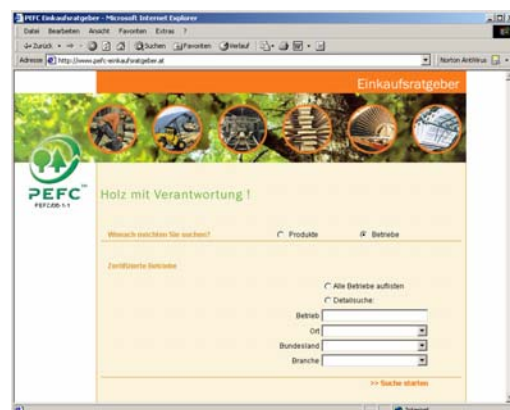 PEFC Einkaufsratgeber - Microsoft Internet Explorer
Datei Bearbeiten Ansicht Favoriten Extras ?
Zurück Suchen Favoriten Verlauf
Adresse http://www.pefc-einkaufsratgeber.at Norton AntiVirus
Einkaufsratgeber
PEFC™
Holz mit Verantwortung !
Wonach möchten Sie suchen? Produkte Betriebe
Zertifizierte Betriebe
Alle Betriebe auflisten
Detailsuche:
Betrieb
Ort
Bundesland
Branche
>> Suche starten
Internet